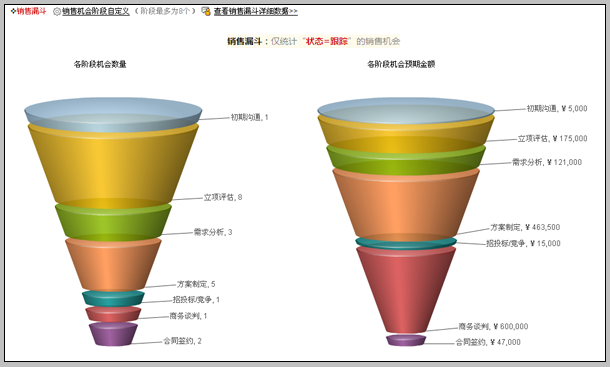 ❖销售漏斗 销售机会阶段自定义 （阶段最多为8个） 查看销售漏斗详细数据>>
销售漏斗：仅统计“状态=跟踪”的销售机会
各阶段机会数量
初期沟通, 1
立项评估, 8
需求分析, 3
方案制定, 5
招投标/竞争, 1
商务谈判, 1
合同签约, 2
各阶段机会预期金额
初期沟通, ¥ 5,000
立项评估, ¥ 175,000
需求分析, ¥ 121,000
方案制定, ¥ 463,500
招投标/竞争, ¥ 15,000
商务谈判, ¥ 600,000
合同签约, ¥ 47,000